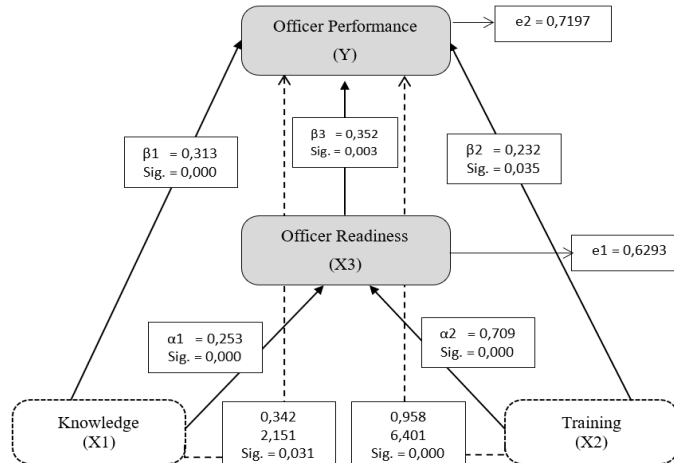 Officer Performance
(Y)
e2 = 0,7197
β1 = 0,313
Sig. = 0,000
β3 = 0,352
Sig. = 0,003
β2 = 0,232
Sig. = 0,035
Officer Readiness
(X3)
e1 = 0,6293
α1 = 0,253
Sig. = 0,000
α2 = 0,709
Sig. = 0,000
Knowledge
(X1)
0,342
2,151
Sig. = 0,031
0,958
6,401
Sig. = 0,000
Training
(X2)